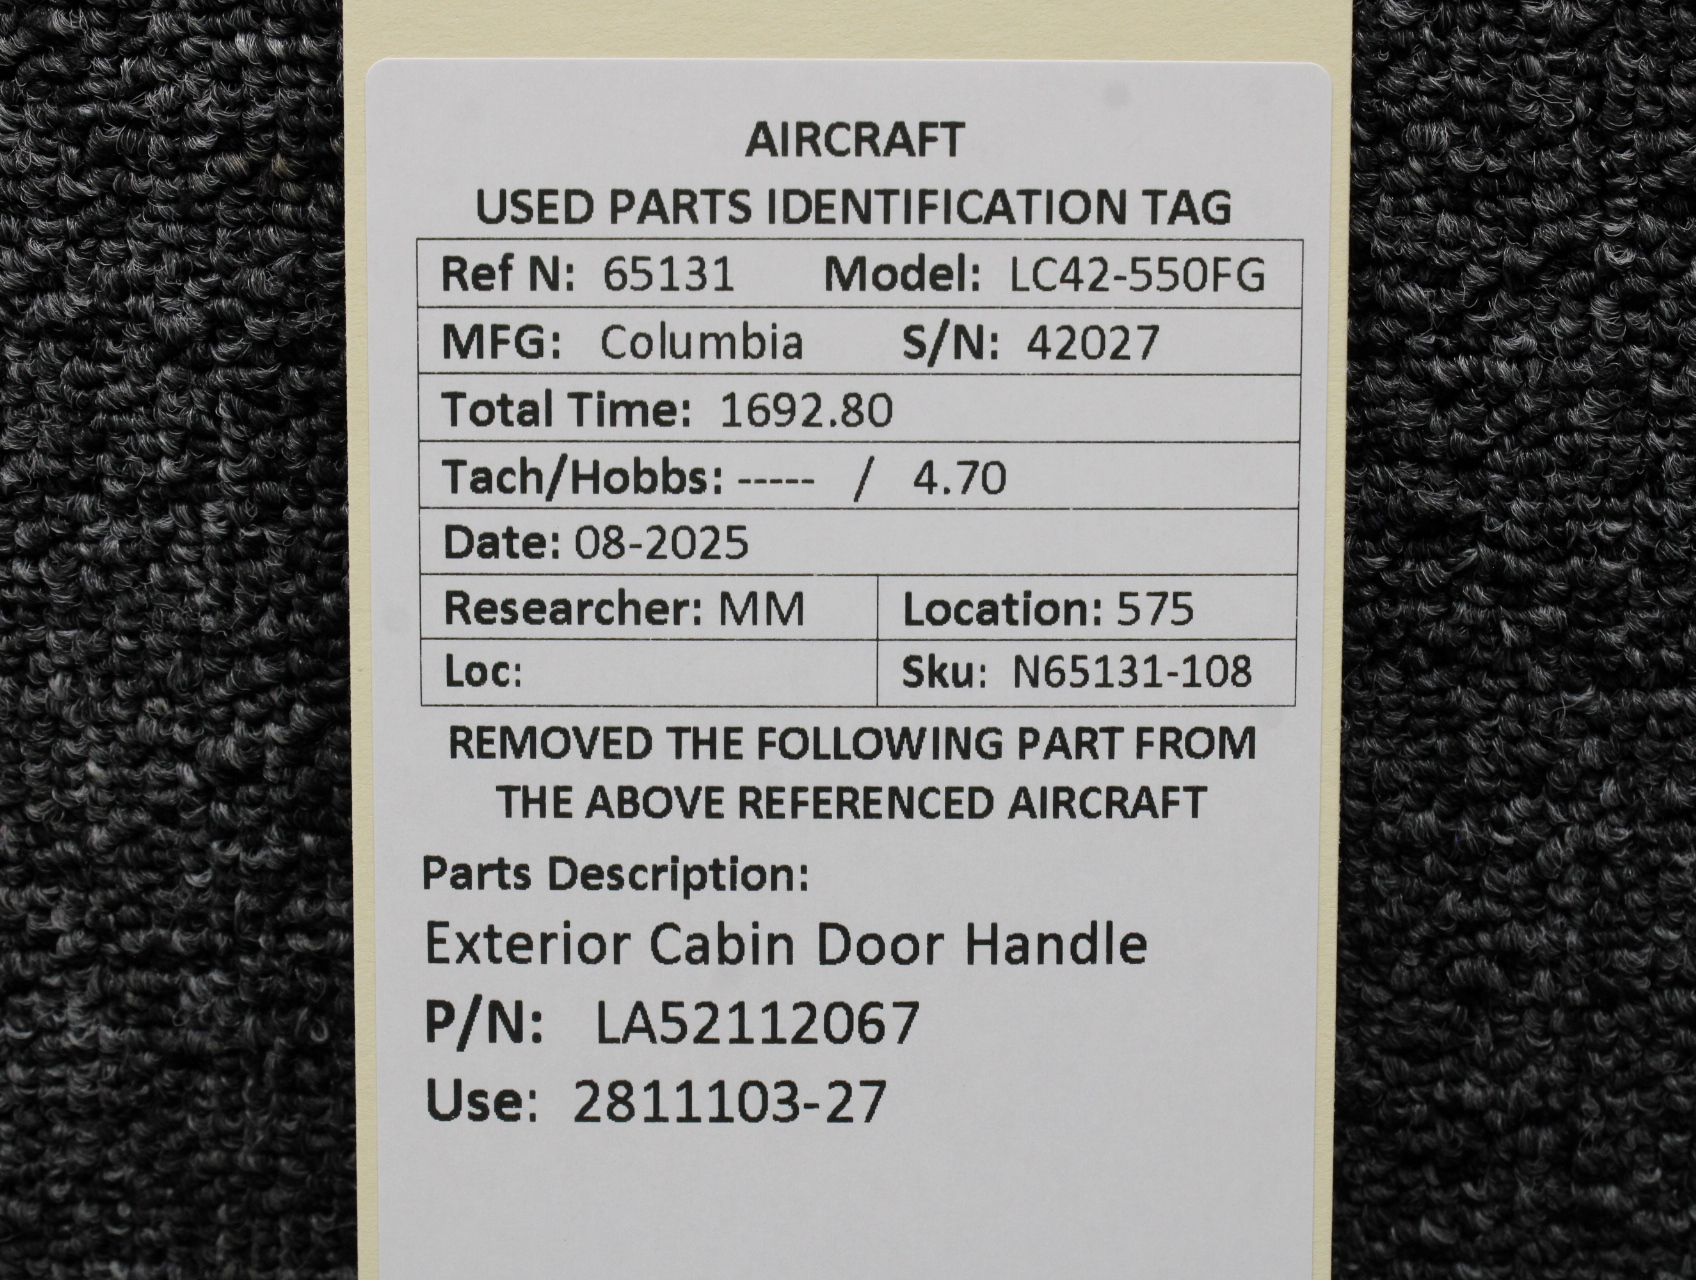 AIRCRAFT
USED PARTS IDENTIFICATION TAG
Ref N: 65131 Model: LC42-550FG
MFG: Columbia S/N: 42027
Total Time: 1692.80
Tach/Hobbs: ----- / 4.70
Date: 08-2025
Researcher: MM Location: 575
Loc: Sku: N65131-108
REMOVED THE FOLLOWING PART FROM
THE ABOVE REFERENCED AIRCRAFT
Parts Description:
Exterior Cabin Door Handle
P/N: LA52112067
Use: 2811103-27